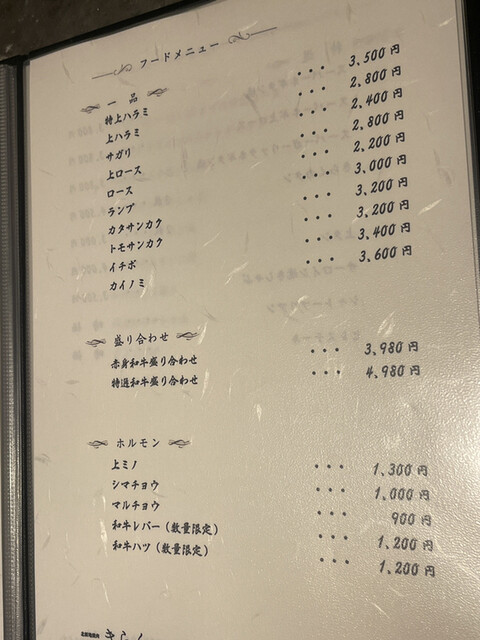 フードメニュー
一品
特上ハラミ ・・・ 3,500円
上ハラミ ・・・ 2,800円
サガリ ・・・ 2,400円
上ロース ・・・ 2,800円
ロース ・・・ 2,200円
ランプ ・・・ 3,000円
カタサンカク ・・・ 3,200円
トモサンカク ・・・ 3,200円
イチボ ・・・ 3,400円
カイノミ ・・・ 3,600円
盛り合わせ
赤身和牛盛り合わせ ・・・ 3,980円
特選和牛盛り合わせ ・・・ 4,980円
ホルモン
上ミノ ・・・ 1,300円
シマチョウ ・・・ 1,000円
マルチョウ ・・・ 900円
和牛レバー（数量限定） ・・・ 1,200円
和牛ハツ（数量限定） ・・・ 1,200円